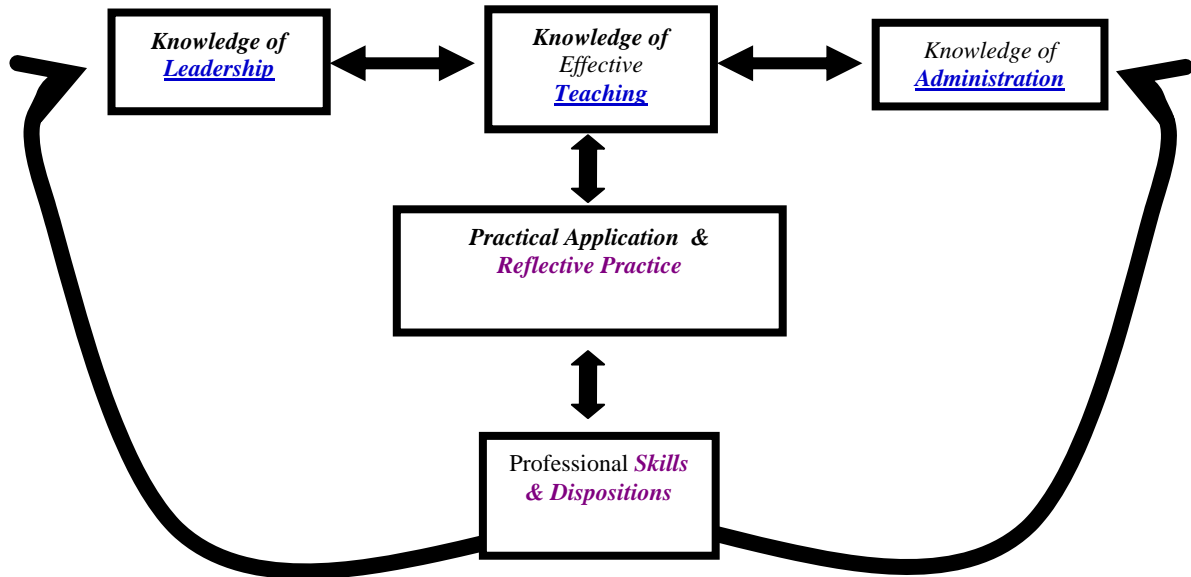 Knowledge of
Leadership
Knowledge of
Effective
Teaching
Knowledge of
Administration
Practical Application &
Reflective Practice
Professional Skills
& Dispositions